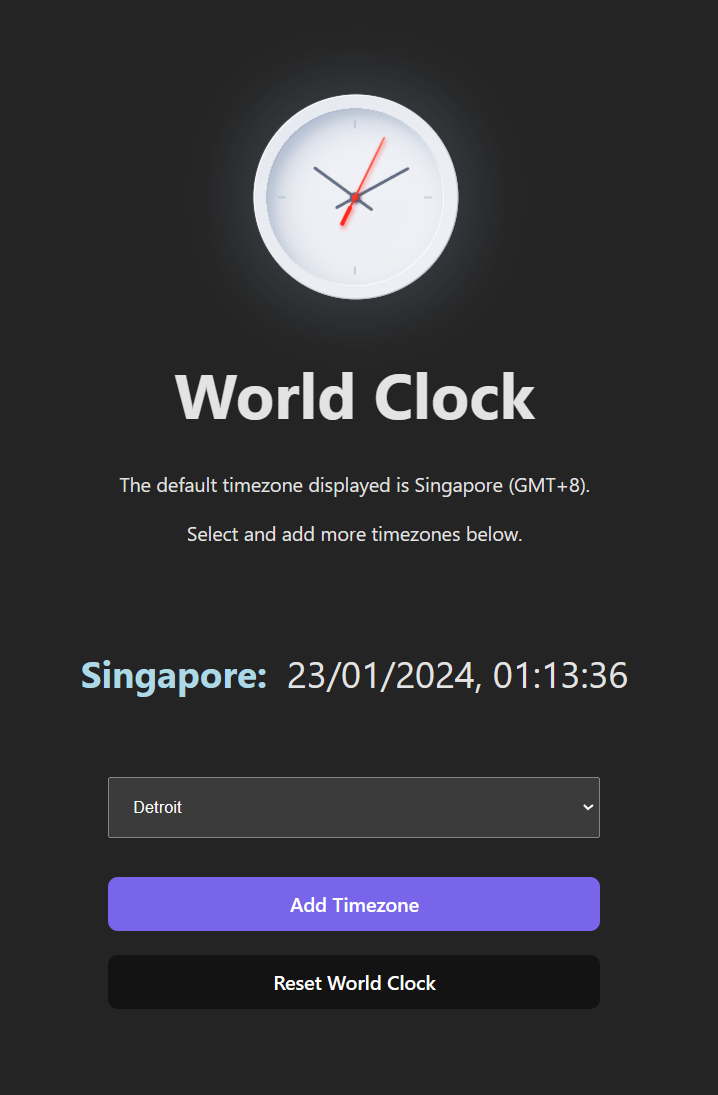 World Clock
The default timezone displayed is Singapore (GMT+8).
Select and add more timezones below.
Singapore: 23/01/2024, 01:13:36
Detroit
Add Timezone
Reset World Clock